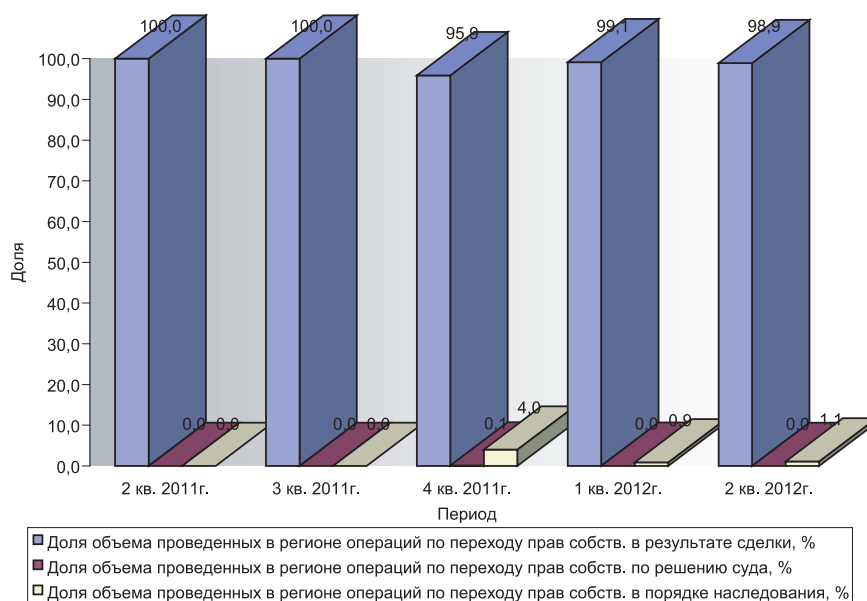 100,0
100,0
95,9
99,1
98,9
100,0
90,0
80,0
70,0
60,0
50,0
40,0
30,0
20,0
10,0
0,0
Доля
0,0 0,0
0,0 0,0
0,1 4,0
0,0 0,9
0,0 1,1
2 кв. 2011г.
3 кв. 2011г.
4 кв. 2011г.
1 кв. 2012г.
2 кв. 2012г.
Период
Доля объема проведенных в регионе операций по переходу прав собств. в результате сделки, %
Доля объема проведенных в регионе операций по переходу прав собств. по решению суда, %
Доля объема проведенных в регионе операций по переходу прав собств. в порядке наследования, %